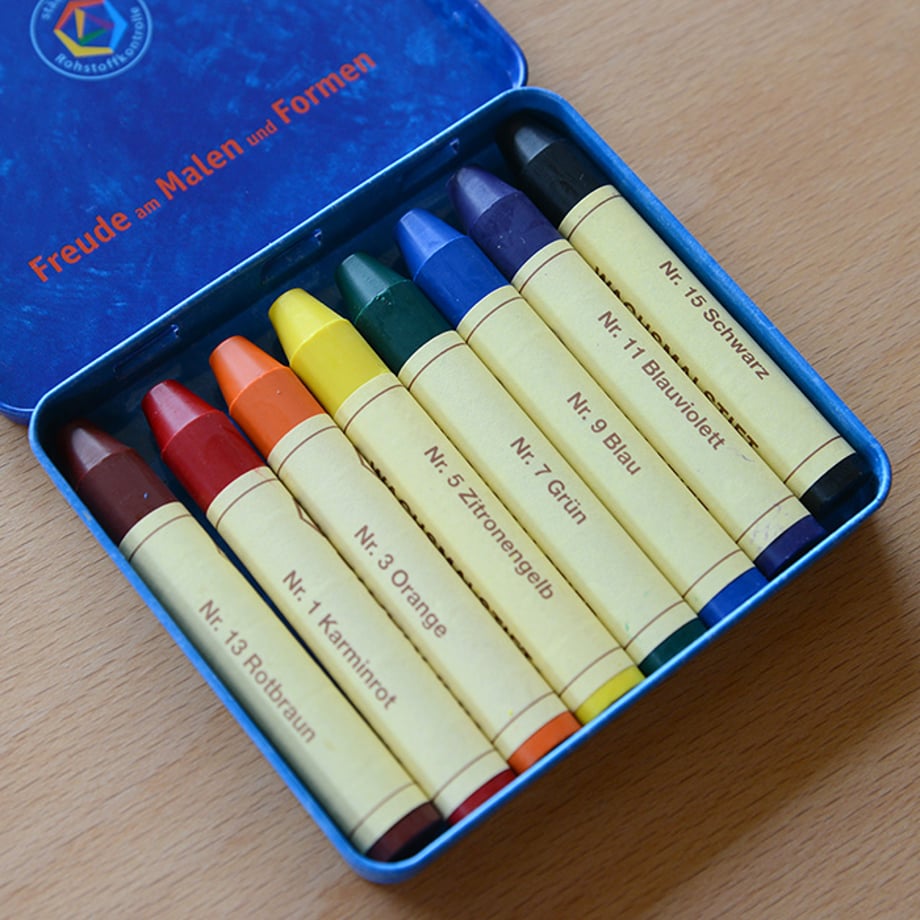 Rohstoffkontrolle
Freude am Malen und Formen
Nr. 13 Rotbraun
Nr. 1 Karminrot
Nr. 3 Orange
Nr. 5 Zitronengelb
Nr. 7 Grün
Nr. 9 Blau
Nr. 11 Blauviolett
Nr. 15 Schwarz